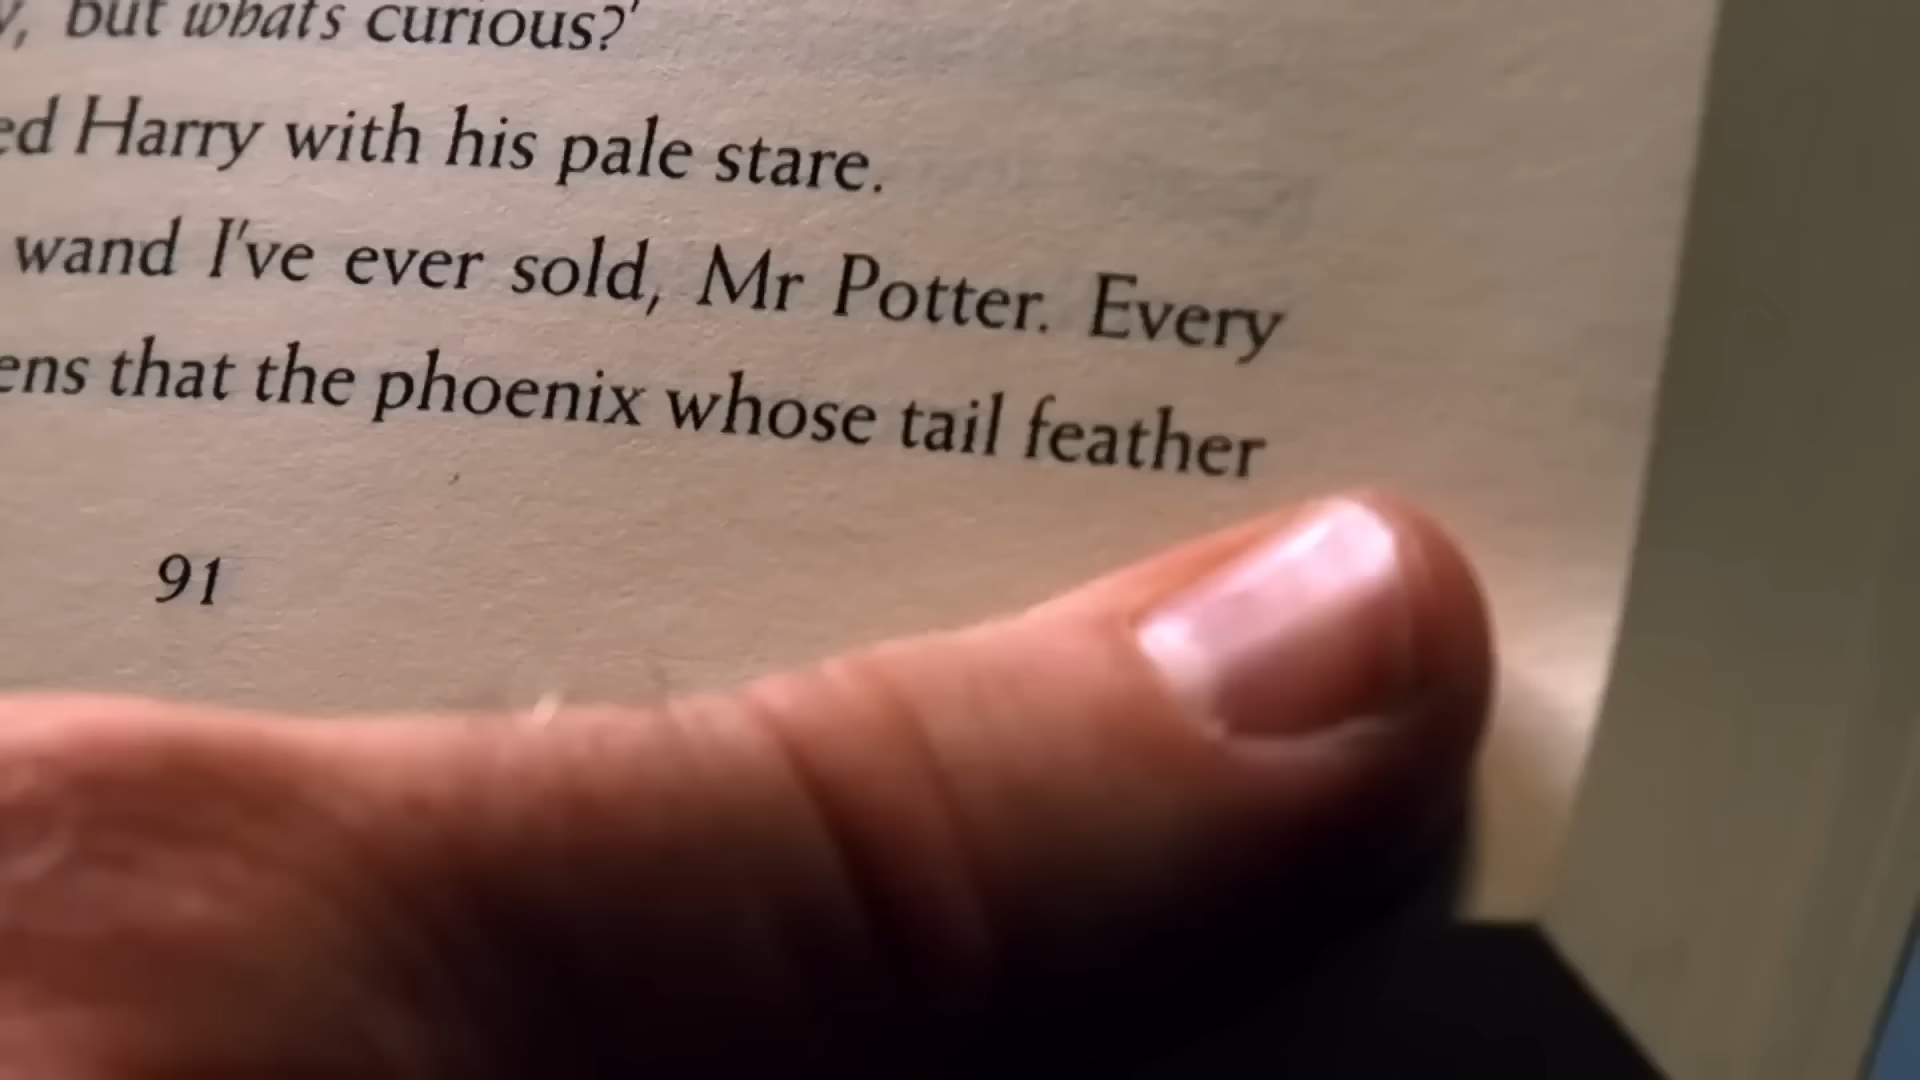 but what's curious?'
ed Harry with his pale stare.
wand I've ever sold, Mr Potter. Every
ens that the phoenix whose tail feather
91